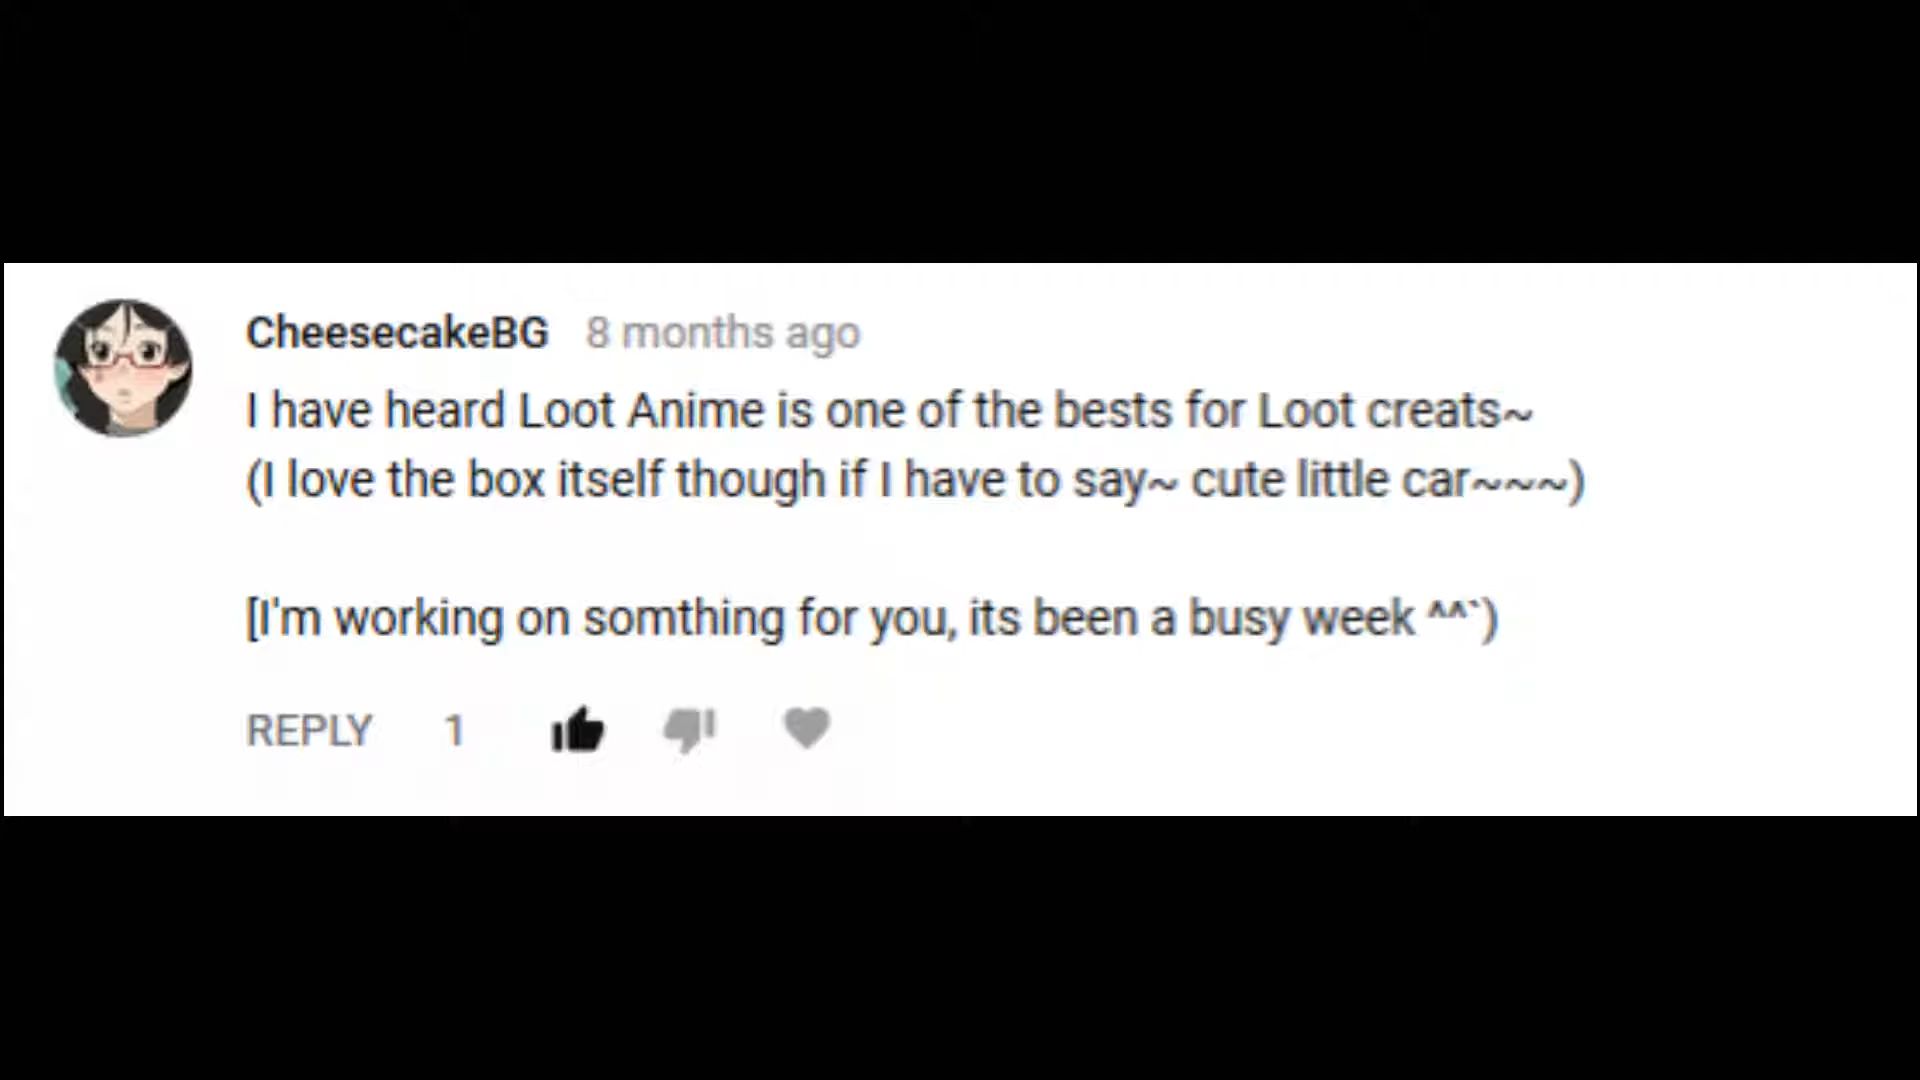 CheesecakeBG 8 months ago
I have heard Loot Anime is one of the bests for Loot creats~
(I love the box itself though if I have to say~ cute little car~~~)
[I'm working on somthing for you, its been a busy week ^^`)
REPLY 1